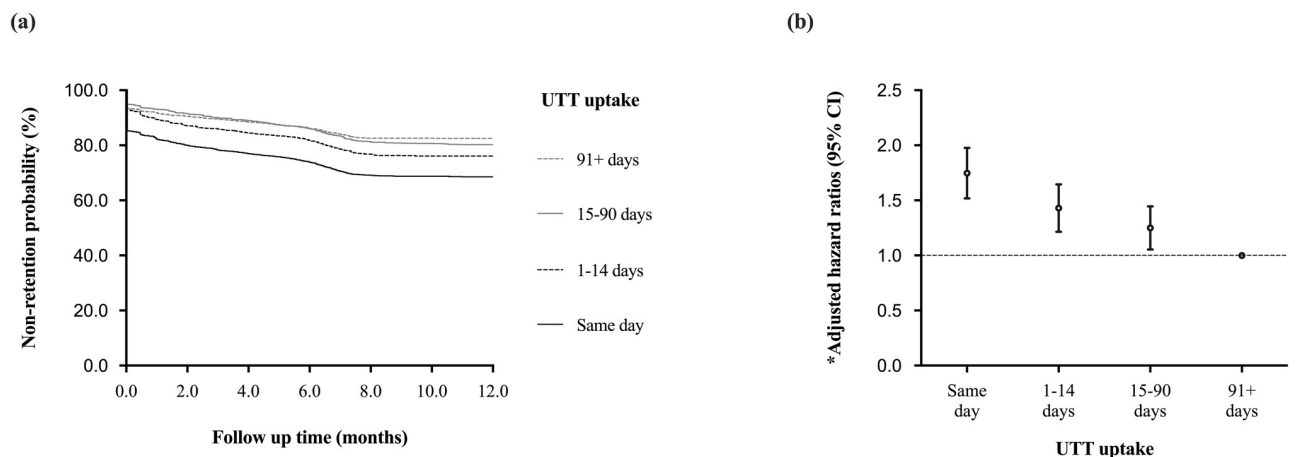 (a)
Non-retention probability (%)
100.0
80.0
60.0
40.0
20.0
0.0
0.0 2.0 4.0 6.0 8.0 10.0 12.0
Follow up time (months)
UTT uptake
91+ days
15-90 days
1-14 days
Same day
(b)
*Adjusted hazard ratios (95% CI)
2.5
2.0
1.5
1.0
0.5
0.0
Same day
1-14 days
15-90 days
91+ days
UTT uptake